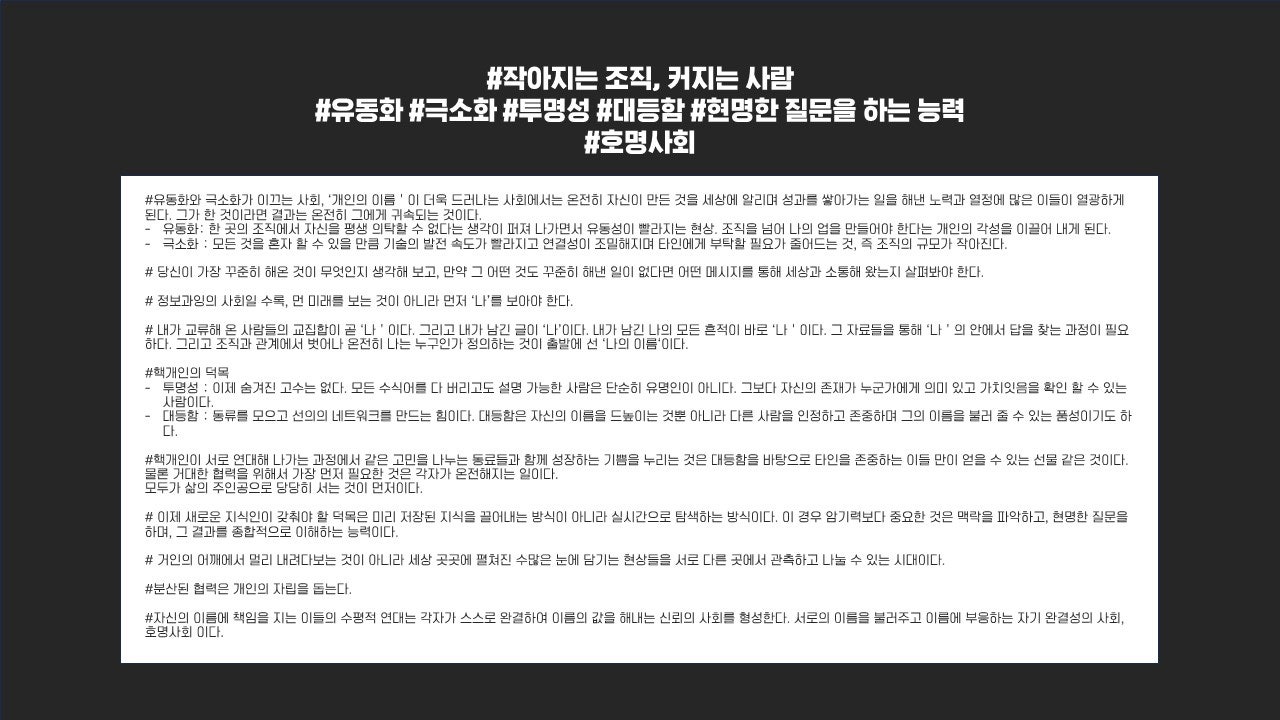 #작아지는 조직, 커지는 사람
#유동화 #극소화 #투명성 #대등함 #현명한 질문을 하는 능력
#호명사회
#유동화와 극소화가 이끄는 사회, ‘개인의 이름 ’ 이 더욱 드러나는 사회에서는 온전히 자신이 만든 것을 세상에 알리며 성과를 쌓아가는 일을 해낸 노력과 열정에 많은 이들이 열광하게
된다. 그가 한 것이라면 결과는 온전히 그에게 귀속되는 것이다.
- 유동화: 한 곳의 조직에서 자신을 평생 의탁할 수 없다는 생각이 퍼져 나가면서 유동성이 빨라지는 현상. 조직을 넘어 나의 업을 만들어야 한다는 개인의 각성을 이끌어 내게 된다.
- 극소화 : 모든 것을 혼자 할 수 있을 만큼 기술의 발전 속도가 빨라지고 연결성이 조밀해지며 타인에게 부탁할 필요가 줄어드는 것, 즉 조직의 규모가 작아진다.
# 당신이 가장 꾸준히 해온 것이 무엇인지 생각해 보고, 만약 그 어떤 것도 꾸준히 해낸 일이 없다면 어떤 메시지를 통해 세상과 소통해 왔는지 살펴봐야 한다.
# 정보과잉의 사회일 수록, 먼 미래를 보는 것이 아니라 먼저 ‘나’를 보아야 한다.
# 내가 교류해 온 사람들의 교집합이 곧 ‘나 ’ 이다. 그리고 내가 남긴 글이 ‘나’이다. 내가 남긴 나의 모든 흔적이 바로 ‘나 ’ 이다. 그 자료들을 통해 ‘나 ’ 의 안에서 답을 찾는 과정이 필요
하다. 그리고 조직과 관계에서 벗어나 온전히 나는 누구인가 정의하는 것이 출발에 선 ‘나의 이름‘이다.
#핵개인의 덕목
- 투명성 : 이제 숨겨진 고수는 없다. 모든 수식어를 다 버리고도 설명 가능한 사람은 단순히 유명인이 아니다. 그보다 자신의 존재가 누군가에게 의미 있고 가치잇음을 확인 할 수 있는
사람이다.
- 대등함 : 동류를 모으고 선의의 네트워크를 만드는 힘이다. 대등함은 자신의 이름을 드높이는 것뿐 아니라 다른 사람을 인정하고 존중하며 그의 이름을 불러 줄 수 있는 품성이기도 하
다.
#핵개인이 서로 연대해 나가는 과정에서 같은 고민을 나누는 동료들과 함께 성장하는 기쁨을 누리는 것은 대등함을 바탕으로 타인을 존중하는 이들 만이 얻을 수 있는 선물 같은 것이다.
물론 거대한 협력을 위해서 가장 먼저 필요한 것은 각자가 온전해지는 일이다.
모두가 삶의 주인공으로 당당히 서는 것이 먼저이다.
# 이제 새로운 지식인이 갖춰야 할 덕목은 미리 저장된 지식을 끌어내는 방식이 아니라 실시간으로 탐색하는 방식이다. 이 경우 암기력보다 중요한 것은 맥락을 파악하고, 현명한 질문을
하며, 그 결과를 종합적으로 이해하는 능력이다.
# 거인의 어깨에서 멀리 내려다보는 것이 아니라 세상 곳곳에 펼쳐진 수많은 눈에 담기는 현상들을 서로 다른 곳에서 관측하고 나눌 수 있는 시대이다.
#분산된 협력은 개인의 자립을 돕는다.
#자신의 이름에 책임을 지는 이들의 수평적 연대는 각자가 스스로 완결하여 이름의 값을 해내는 신뢰의 사회를 형성한다. 서로의 이름을 불러주고 이름에 부응하는 자기 완결성의 사회,
호명사회 이다.